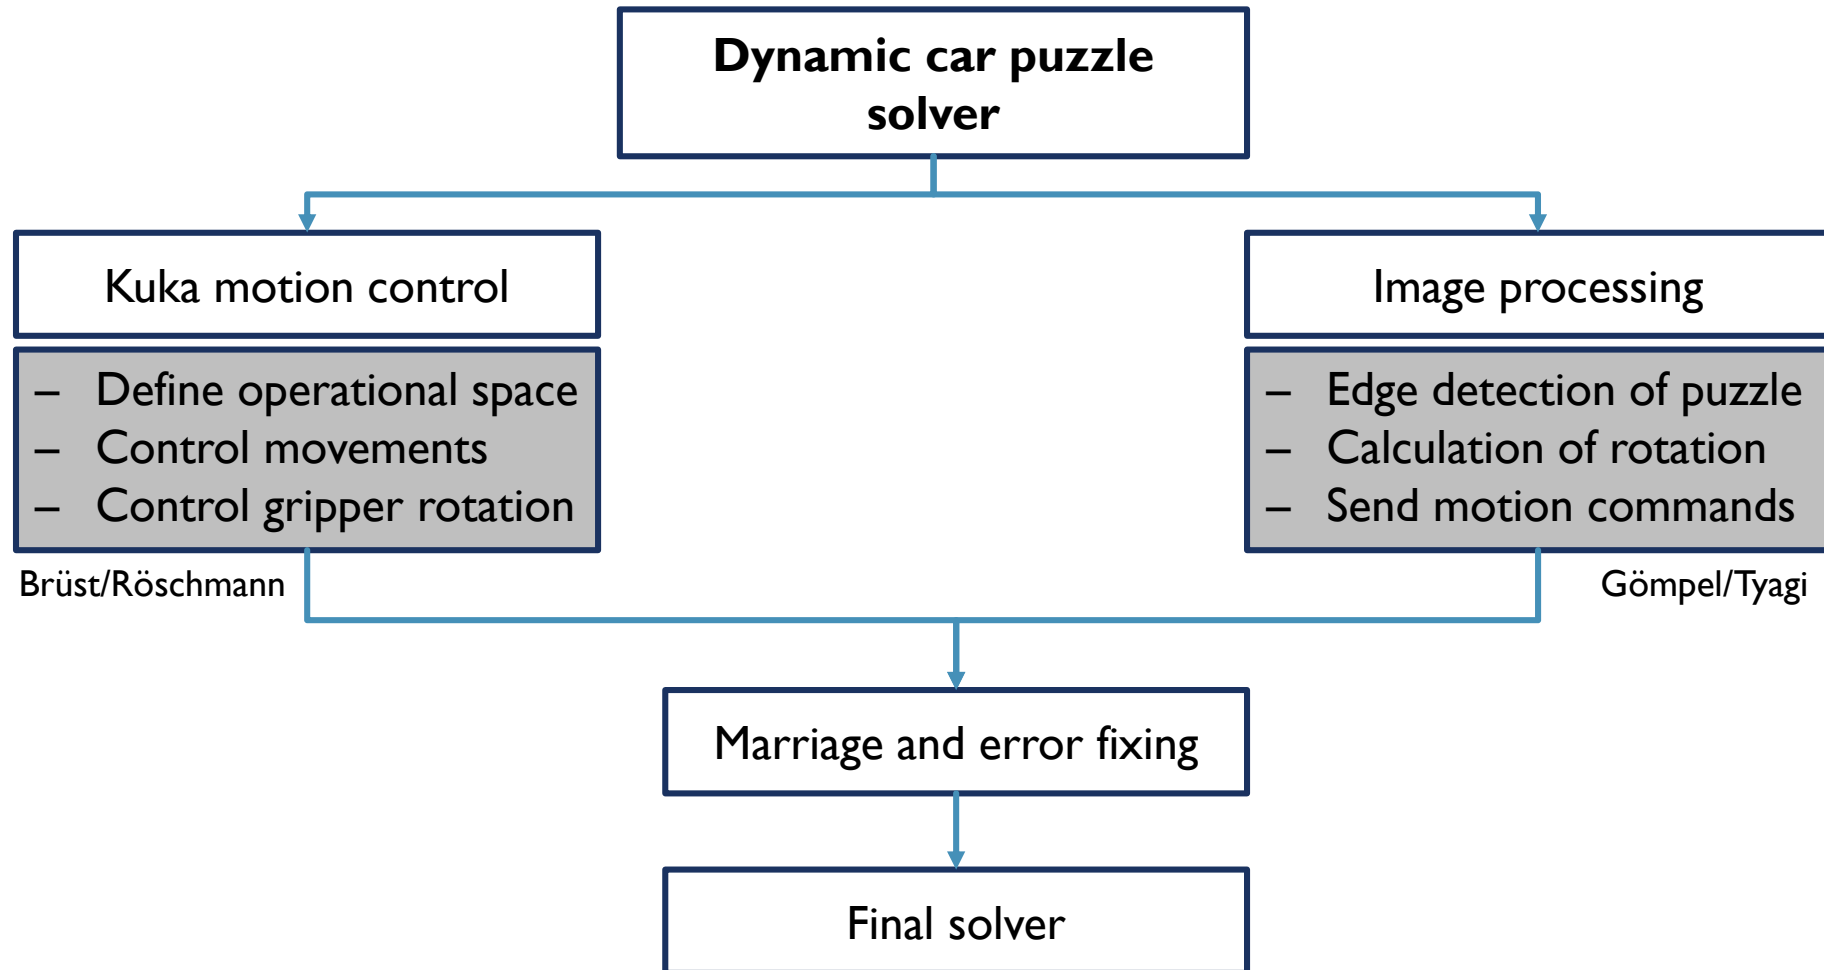 Dynamic car puzzle
solver
Kuka motion control
Image processing
– Define operational space
– Control movements
– Control gripper rotation
– Edge detection of puzzle
– Calculation of rotation
– Send motion commands
Brüst/Röschmann
Gömpel/Tyagi
Marriage and error fixing
Final solver